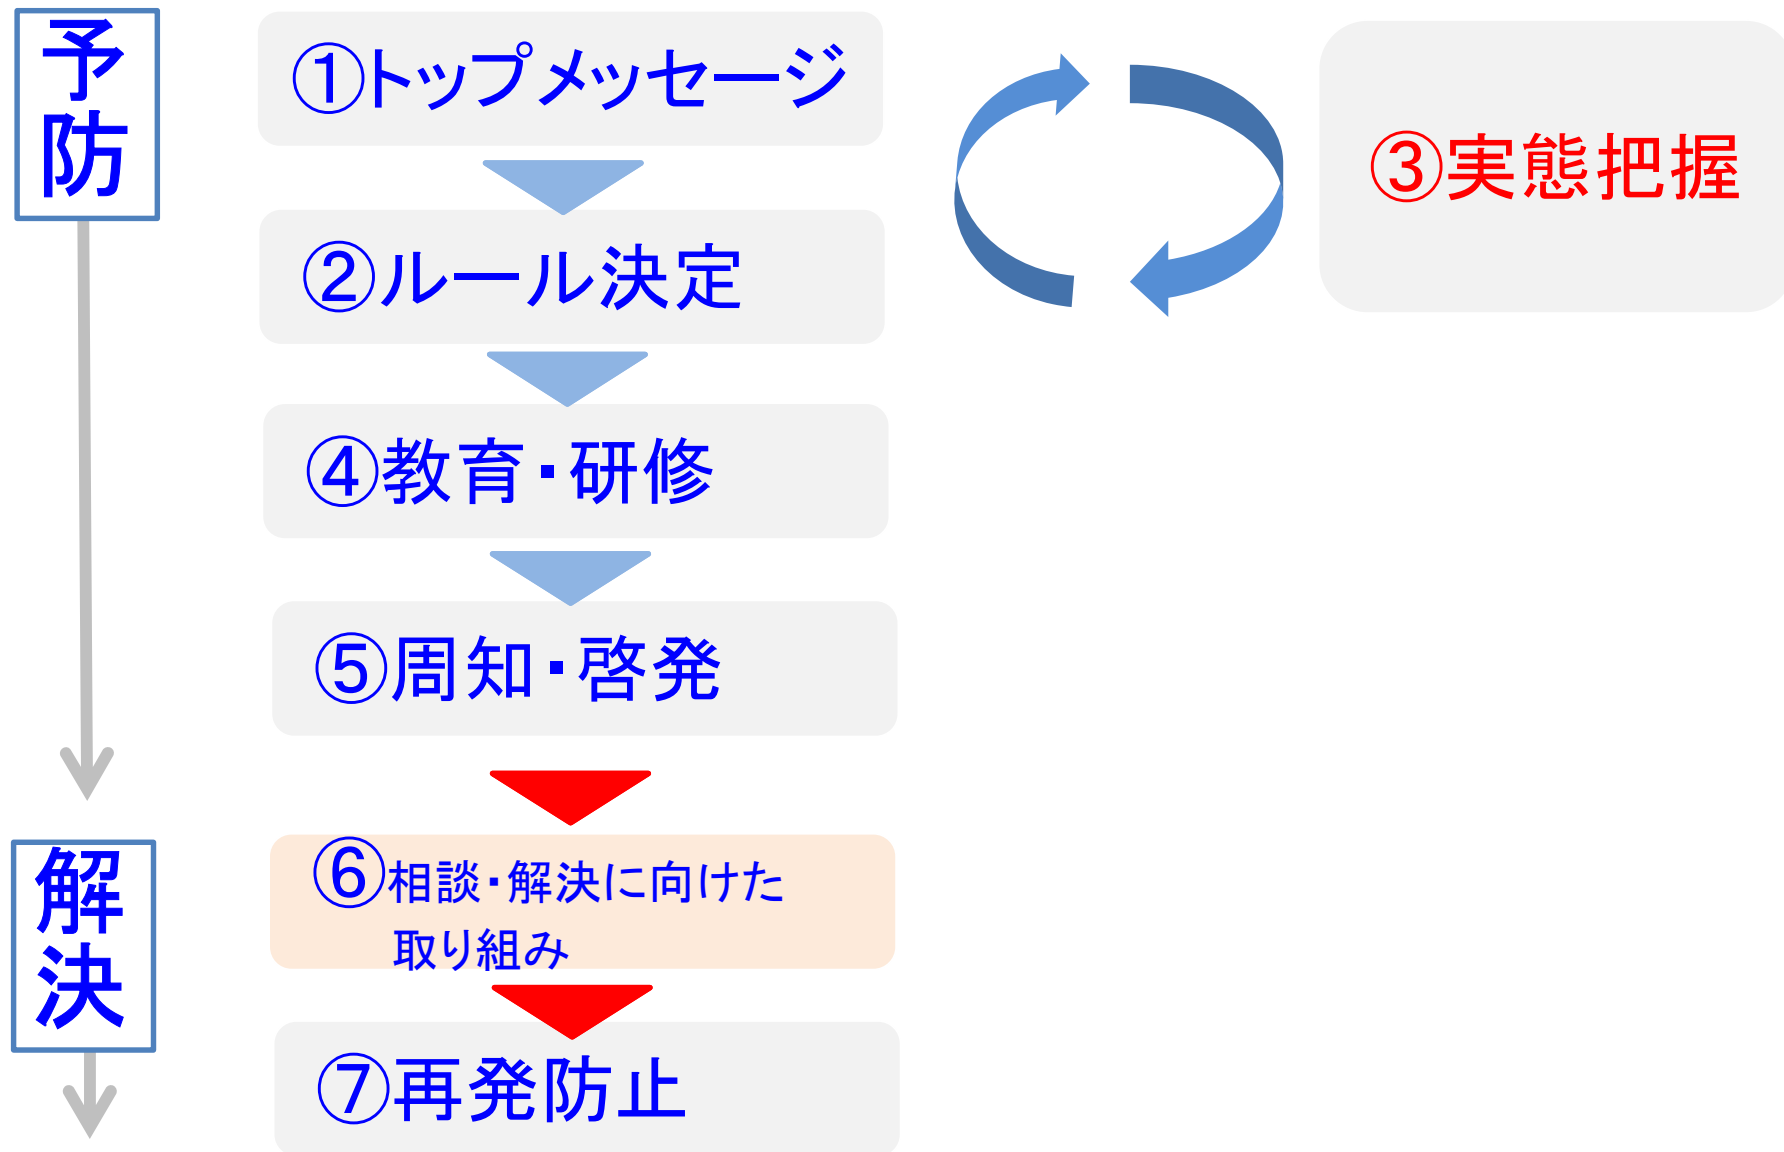 予防
①トップメッセージ
③実態把握
②ルール決定
④教育・研修
⑤周知・啓発
解決
⑥相談・解決に向けた
取り組み
⑦再発防止